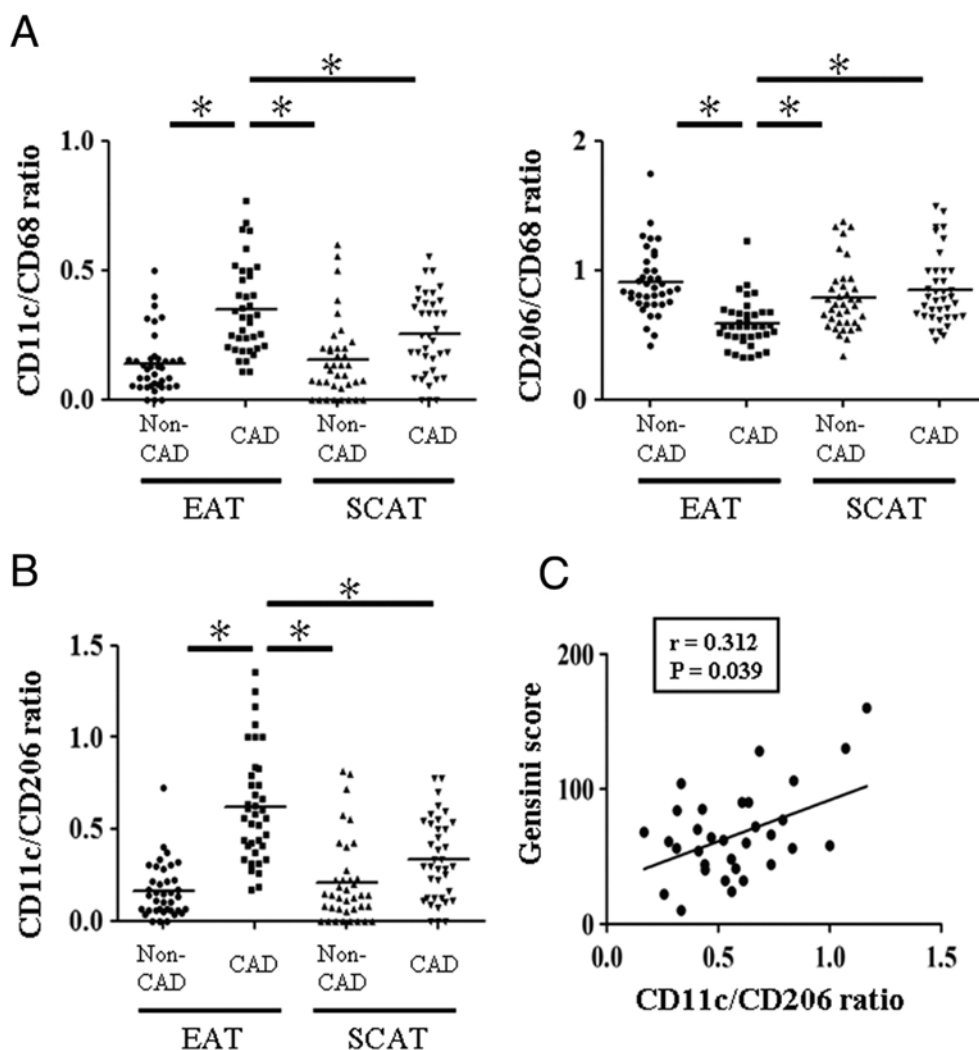 A
* * *
CD11c/CD68 ratio
1.0
0.5
0.0
Non-
CAD
CAD
Non-
CAD
CAD
EAT
SCAT
* * *
CD206/CD68 ratio
2
1
0
Non-
CAD
CAD
Non-
CAD
CAD
EAT
SCAT
B
* * *
CD11c/CD206 ratio
1.5
1.0
0.5
0.0
Non-
CAD
CAD
Non-
CAD
CAD
EAT
SCAT
C
r = 0.312
P = 0.039
Gensini score
200
100
0
0.0 0.5 1.0 1.5
CD11c/CD206 ratio